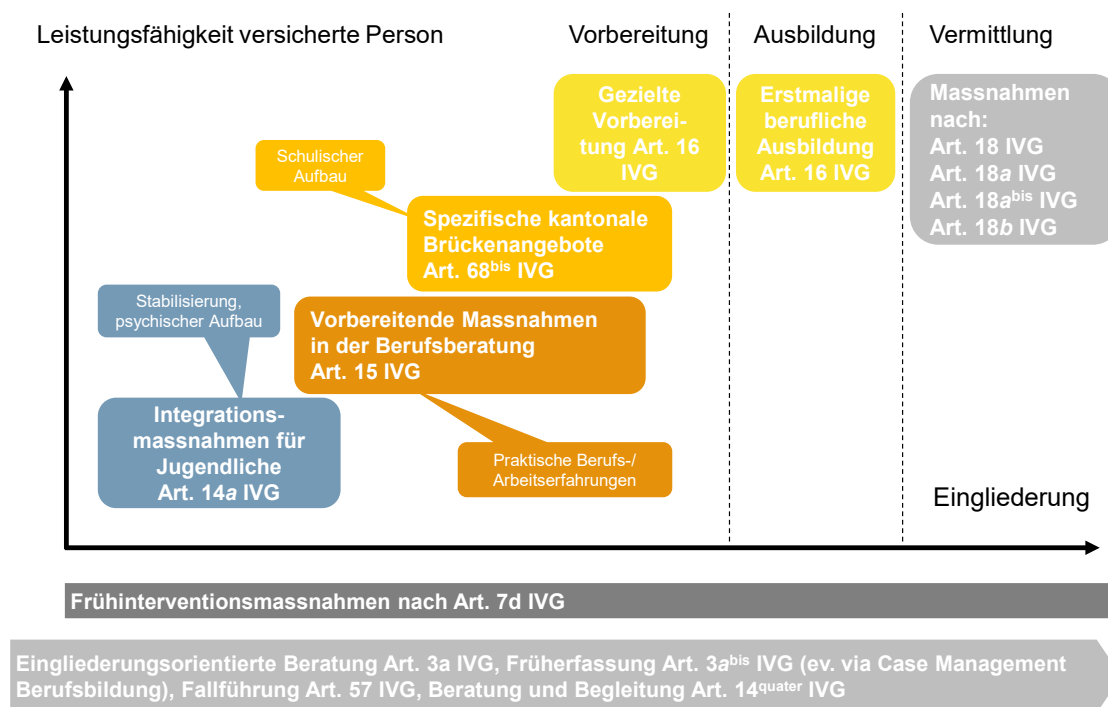 Leistungsfähigkeit versicherte Person
Vorbereitung
Ausbildung
Vermittlung
Gezielte
Vorberei-
tung Art. 16
IVG
Erstmalige
berufliche
Ausbildung
Art. 16 IVG
Massnahmen
nach:
Art. 18 IVG
Art. 18a IVG
Art. 18abis IVG
Art. 18b IVG
Schulischer
Aufbau
Spezifische kantonale
Brückenangebote
Art. 68bis IVG
Stabilisierung,
psychischer Aufbau
Vorbereitende Massnahmen
in der Berufsberatung
Art. 15 IVG
Integrations-
massnahmen für
Jugendliche
Art. 14a IVG
Praktische Berufs-/
Arbeitserfahrungen
Eingliederung
Frühinterventionsmassnahmen nach Art. 7d IVG
Eingliederungsorientierte Beratung Art. 3a IVG, Früherfassung Art. 3abis IVG (ev. via Case Management
Berufsbildung), Fallführung Art. 57 IVG, Beratung und Begleitung Art. 14quater IVG